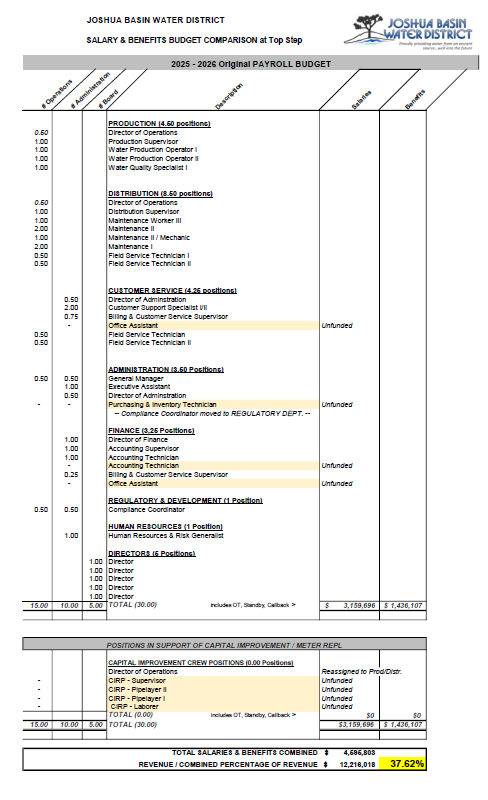 JOSHUA BASIN WATER DISTRICT
SALARY & BENEFITS BUDGET COMPARISON at Top Step
JOSHUA BASIN
WATER DISTRICT
Proudly providing water from an ancient
source, well into the future
2025 - 2026 Original PAYROLL BUDGET
# Operations # Administration # Board Description Salaries Benefits
PRODUCTION (4.50 positions)
0.50 Director of Operations
1.00 Production Supervisor
1.00 Water Production Operator I
1.00 Water Production Operator II
1.00 Water Quality Specialist I
DISTRIBUTION (8.50 positions)
0.50 Director of Operations
1.00 Distribution Supervisor
1.00 Maintenance Worker III
2.00 Maintenance II
1.00 Maintenance II / Mechanic
2.00 Maintenance I
0.50 Field Service Technician I
0.50 Field Service Technician II
CUSTOMER SERVICE (4.25 positions)
0.50 Director of Adminstration
2.00 Customer Support Specialist I/II
0.75 Billing & Customer Service Supervisor
- Office Assistant Unfunded
0.50 Field Service Technician
0.50 Field Service Technician II
ADMINISTRATION (3.50 Positions)
0.50 0.50 General Manager
1.00 Executive Assistant
0.50 Director of Adminstration
- - Purchasing & Inventory Technician Unfunded
-- Compliance Coordinator moved to REGULATORY DEPT. --
FINANCE (3.25 Positions)
1.00 Director of Finance
1.00 Accounting Supervisor
1.00 Accounting Technician
- Accounting Technician Unfunded
0.25 Billing & Customer Service Supervisor
- Office Assistant Unfunded
REGULATORY & DEVELOPMENT (1 Position)
0.50 0.50 Compliance Coordinator
HUMAN RESOURCES (1 Position)
1.00 Human Resources & Risk Generalist
DIRECTORS (5 Positions)
1.00 Director
1.00 Director
1.00 Director
1.00 Director
1.00 Director
15.00 10.00 5.00 TOTAL (30.00) Includes OT, Standby, Callback > $ 3,159,696 $ 1,436,107
POSITIONS IN SUPPORT OF CAPITAL IMPROVEMENT / METER REPL
CAPITAL IMPROVEMENT CREW POSITIONS (0.00 Positions)
Director of Operations Reassigned to Prod/Distr.
- CIRP - Supervisor Unfunded
- CIRP - Pipelayer II Unfunded
- CIRP - Pipelayer I Unfunded
- CIRP - Laborer Unfunded
TOTAL (0.00) Includes OT, Standby, Callback > $0 $0
15.00 10.00 5.00 TOTAL (30.00) $3,159,696 $ 1,436,107
TOTAL SALARIES & BENEFITS COMBINED $ 4,595,803
REVENUE / COMBINED PERCENTAGE OF REVENUE $ 12,216,018 37.62%